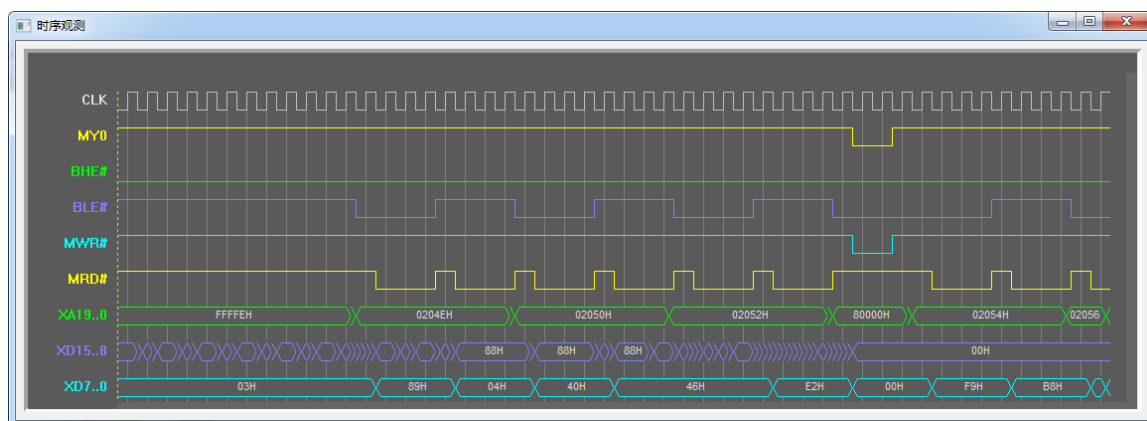 时序观测
CLK
MY0
BHE#
BLE#
MWR#
MRD#
XA19..0 FFFFEH 0204EH 02050H 02052H 80000H 02054H 02056
XD15..8 88H 88H 88H 00H
XD7..0 03H 89H 04H 40H 46H E2H 00H F9H B8H